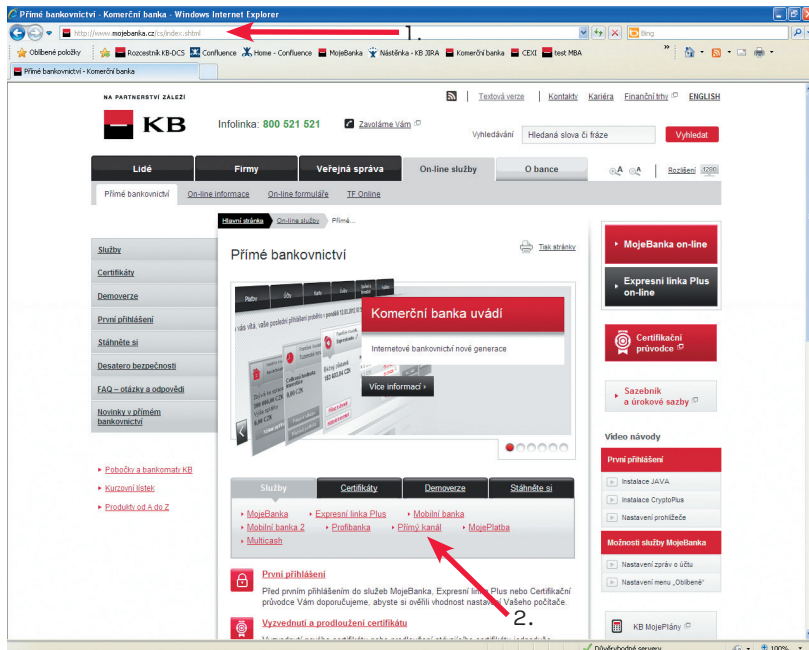 Přímé bankovnictví - Komerční banka - Windows Internet Explorer
http://www.mojebanka.cz/cs/index.shtml
1.
Bing
Oblíbené položky Rozcestník KB-DCS Confluence Home - Confluence MojeBanka Nástěnka - KB JIRA Komerční banka CEXI test MBA
Přímé bankovnictví - Komerční banka
NA PARTNERSTVÍ ZÁLEŽÍ
Textová verze Kontakty Kariéra Finanční trhy ENGLISH
KB
Infolinka: 800 521 521 Zavoláme Vám
Vyhledávání Hledaná slova či fráze Vyhledat
Lidé Firmy Veřejná správa On-line služby O bance
A A Rozlišení 1280
Přímé bankovnictví On-line informace On-line formuláře TF Online
Hlavní stránka On-line služby Přímé...
Služby
Certifikáty
Demoverze
První přihlášení
Stáhněte si
Desatero bezpečnosti
FAQ – otázky a odpovědi
Novinky v přímém
bankovnictví
Pobočky a bankomaty KB
Kurzovní lístek
Produkty od A do Z
Přímé bankovnictví
Tisk stránky
Platby Účty Karty Úvěry
Komerční banka uvádí
Internetové bankovnictví nové generace
Více informací
Služby Certifikáty Demoverze Stáhněte si
MojeBanka Expresní linka Plus Mobilní banka
Mobilní banka 2 Profibanka Přímý kanál MojePlatba
Multicash
První přihlášení
Před prvním přihlášením do služeb MojeBanka, Expresní linka Plus nebo Certifikační
průvodce Vám doporučujeme, abyste si ověřili vhodnost nastavení Vašeho počítače.
2.
Vyzvednutí a prodloužení certifikátu
MojeBanka on-line
Expresní linka Plus
on-line
Certifikační
průvodce
Sazebník
a úrokové sazby
Video návody
První přihlášení
Instalace JAVA
Instalace CryptoPlus
Nastavení prohlížeče
Možnosti služby MojeBanka
Nastavení zpráv o účtu
Nastavení menu „Oblíbené"
KB MojePlány
Důvěryhodné servery 100%